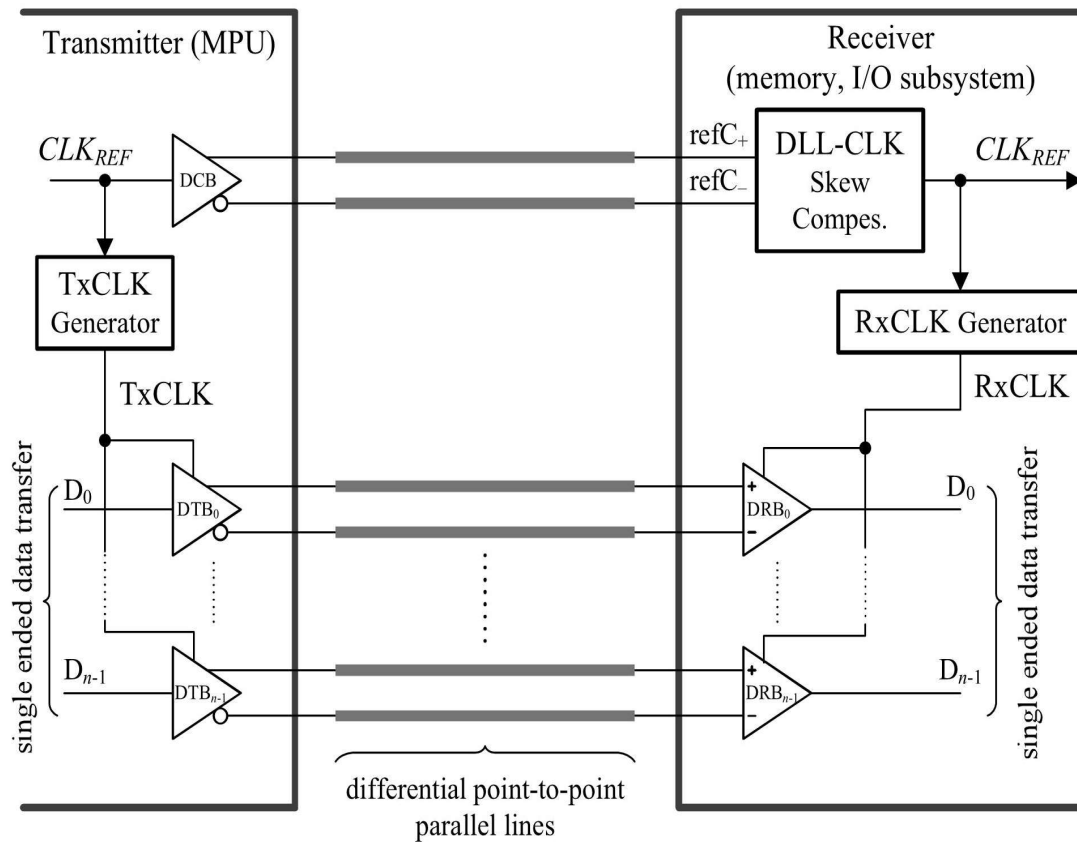 Transmitter (MPU)
Receiver
(memory, I/O subsystem)
CLK_REF
DCB
refC+
refC−
DLL-CLK
Skew
Compes.
CLK_REF
TxCLK
Generator
RxCLK Generator
TxCLK
RxCLK
single ended data transfer
D0
DTB0
+
−
DRB0
D0
Dn-1
DTBn-1
+
−
DRBn-1
Dn-1
single ended data transfer
differential point-to-point
parallel lines